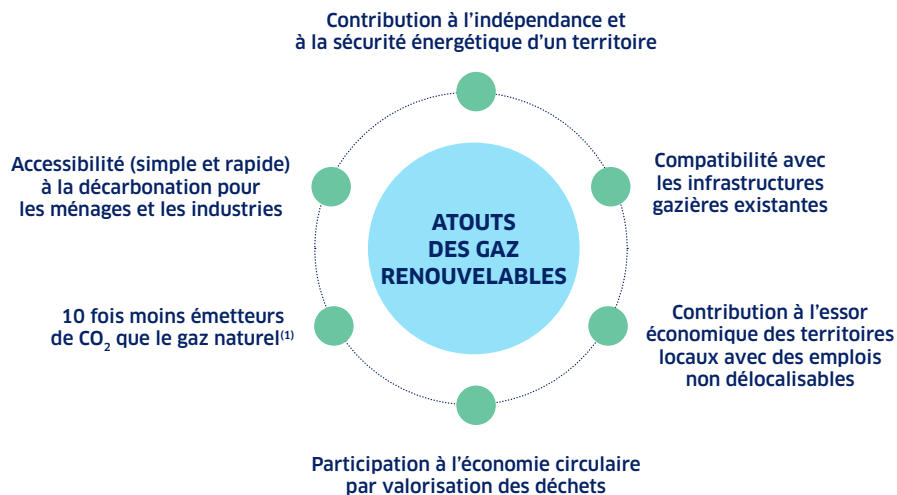 Contribution à l'indépendance et
à la sécurité énergétique d'un territoire
Accessibilité (simple et rapide)
à la décarbonation pour
les ménages et les industries
Compatibilité avec
les infrastructures
gazières existantes
ATOUTS
DES GAZ
RENOUVELABLES
10 fois moins émetteurs
de CO₂ que le gaz naturel⁽¹⁾
Contribution à l'essor
économique des territoires
locaux avec des emplois
non délocalisables
Participation à l'économie circulaire
par valorisation des déchets